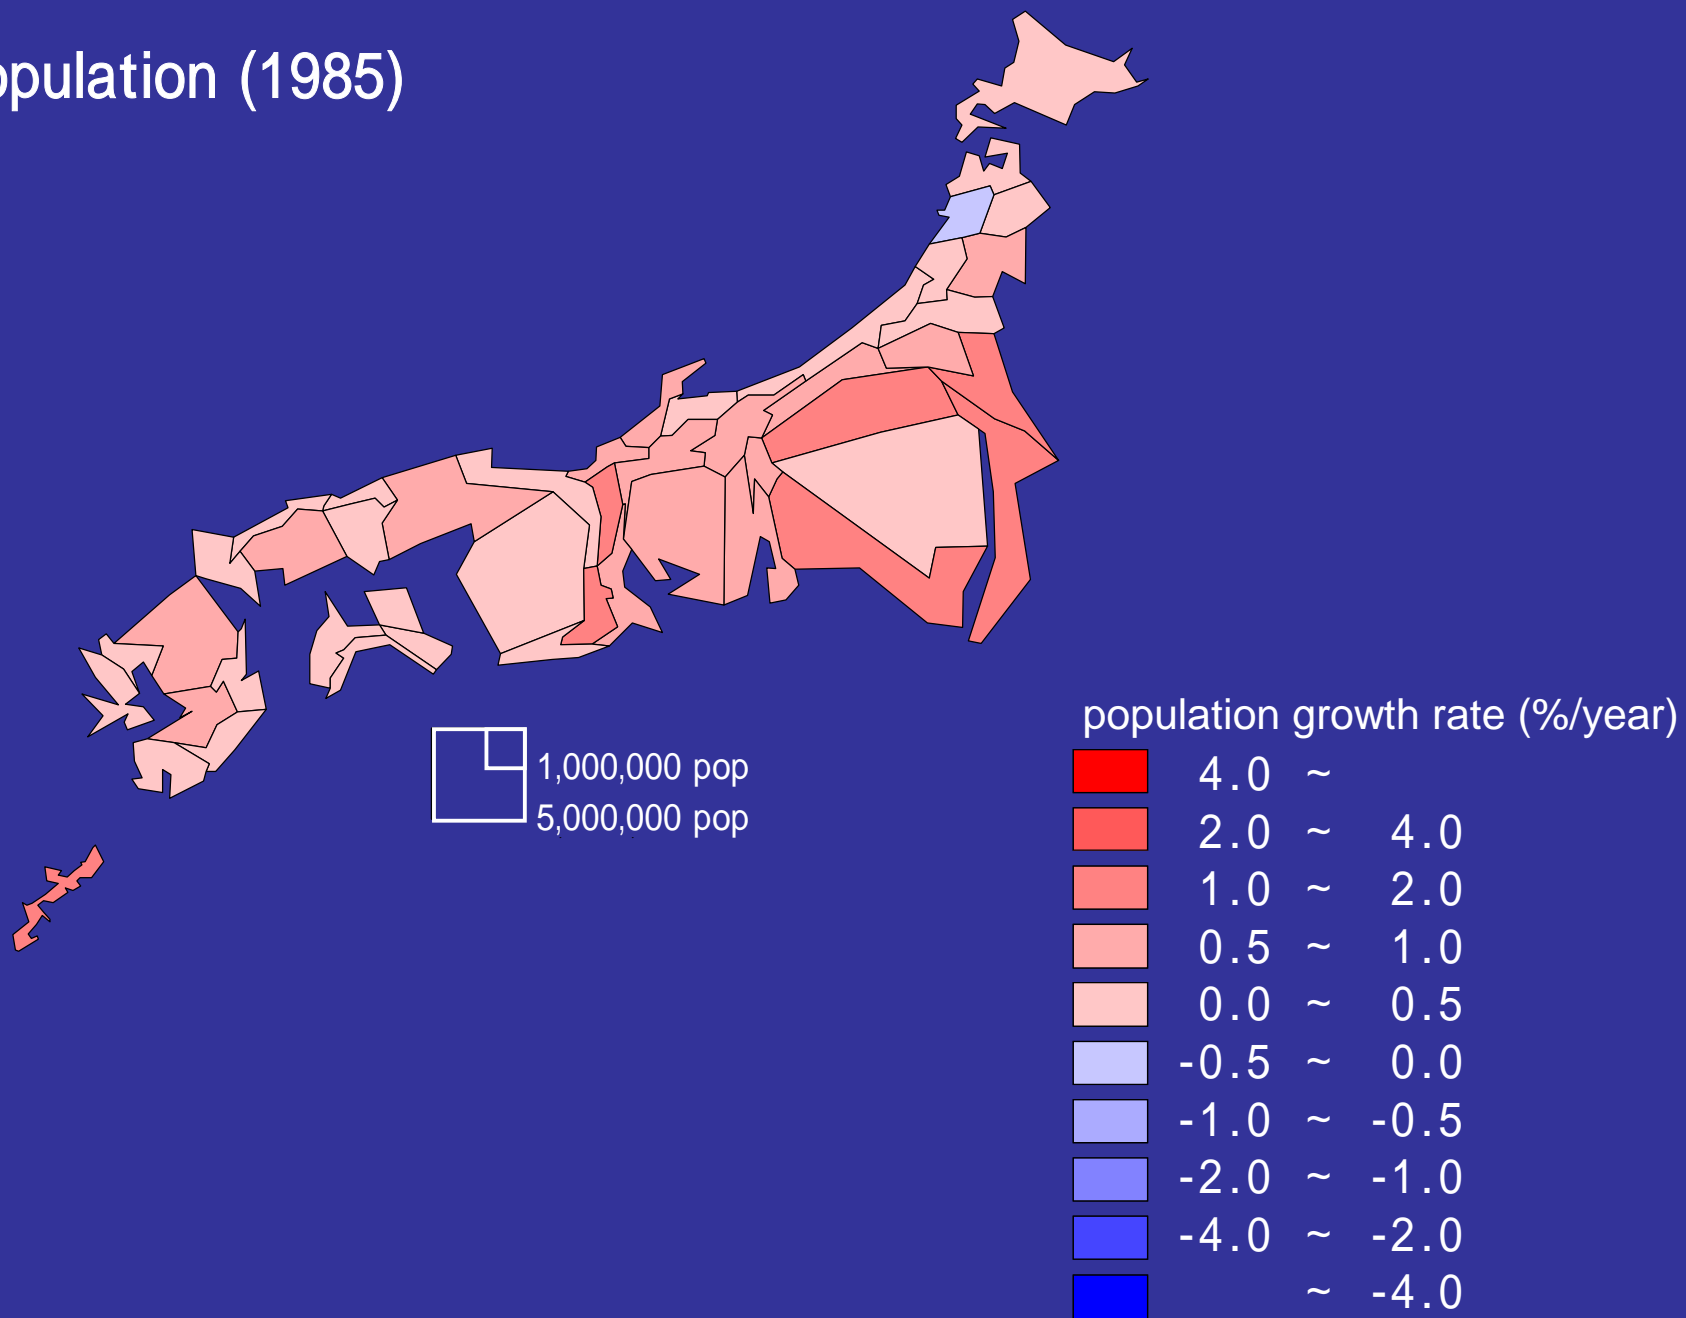 opulation (1985)
1,000,000 pop
5,000,000 pop
population growth rate (%/year)
4.0 ~
2.0 ~ 4.0
1.0 ~ 2.0
0.5 ~ 1.0
0.0 ~ 0.5
-0.5 ~ 0.0
-1.0 ~ -0.5
-2.0 ~ -1.0
-4.0 ~ -2.0
~ -4.0